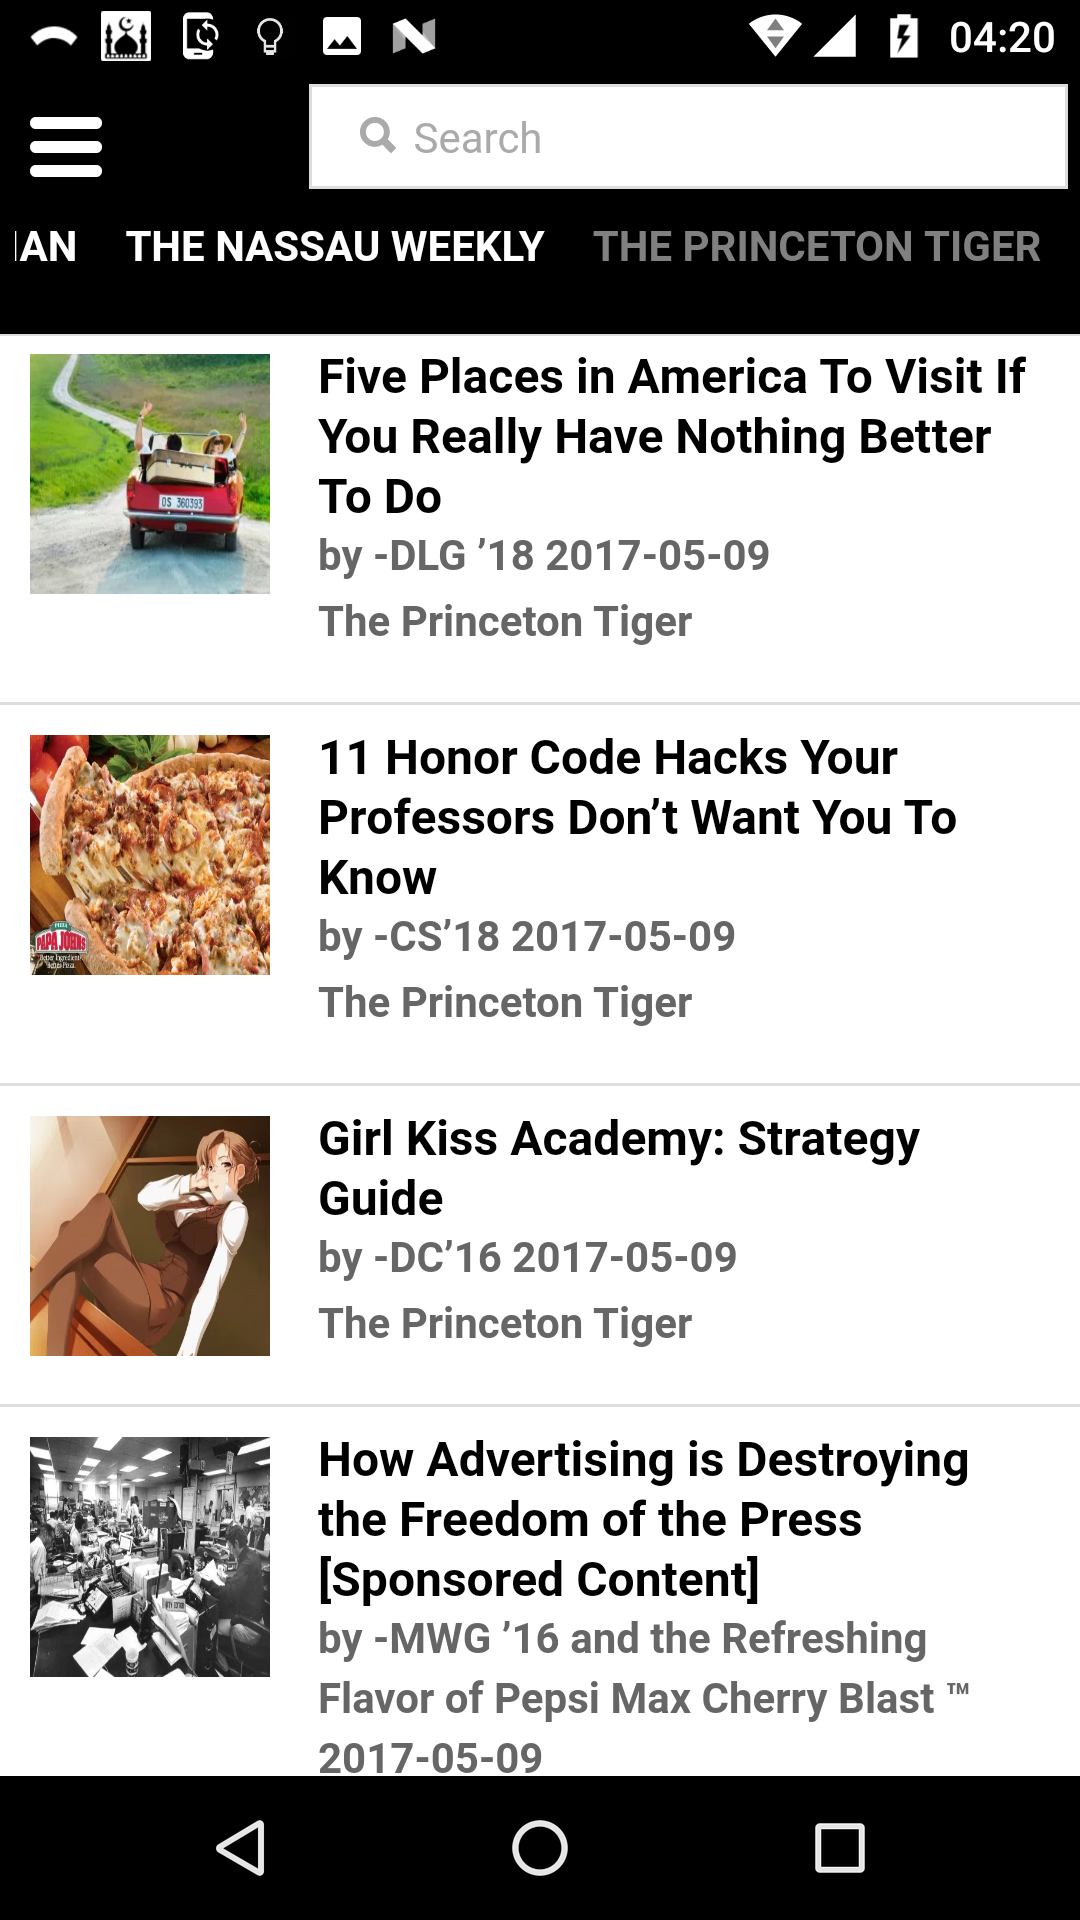 04:20
Search
IAN THE NASSAU WEEKLY THE PRINCETON TIGER
Five Places in America To Visit If
You Really Have Nothing Better
To Do
by -DLG ’18 2017-05-09
The Princeton Tiger
OS 360393
11 Honor Code Hacks Your
Professors Don’t Want You To
Know
by -CS’18 2017-05-09
The Princeton Tiger
PIZZA
PAPA JOHNS
Better Ingredients.
Better Pizza.
Girl Kiss Academy: Strategy
Guide
by -DC’16 2017-05-09
The Princeton Tiger
How Advertising is Destroying
the Freedom of the Press
[Sponsored Content]
by -MWG ’16 and the Refreshing
Flavor of Pepsi Max Cherry Blast ™
2017-05-09